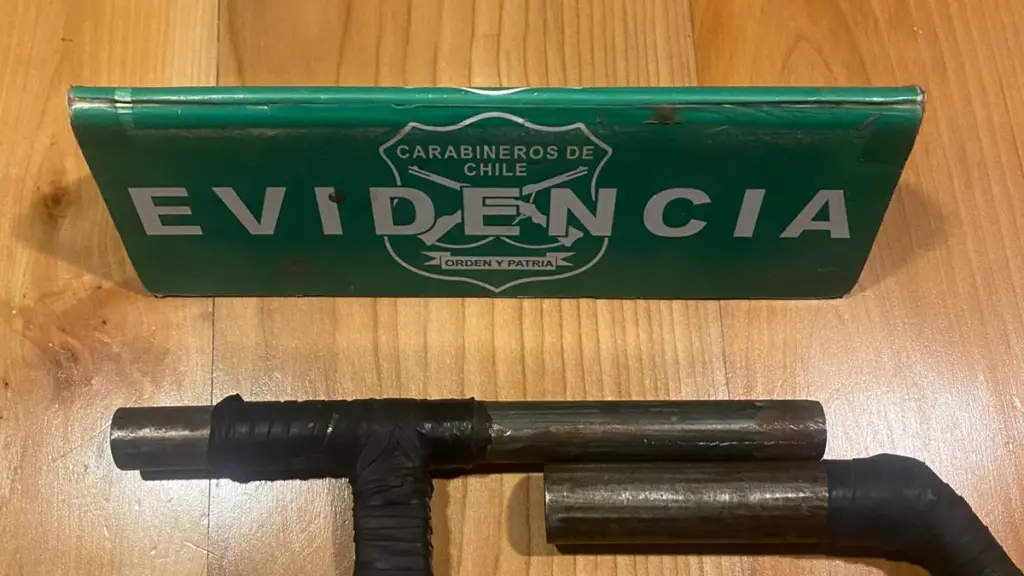 CARABINEROS DE
CHILE
EVIDENCIA
ORDEN Y PATRIA